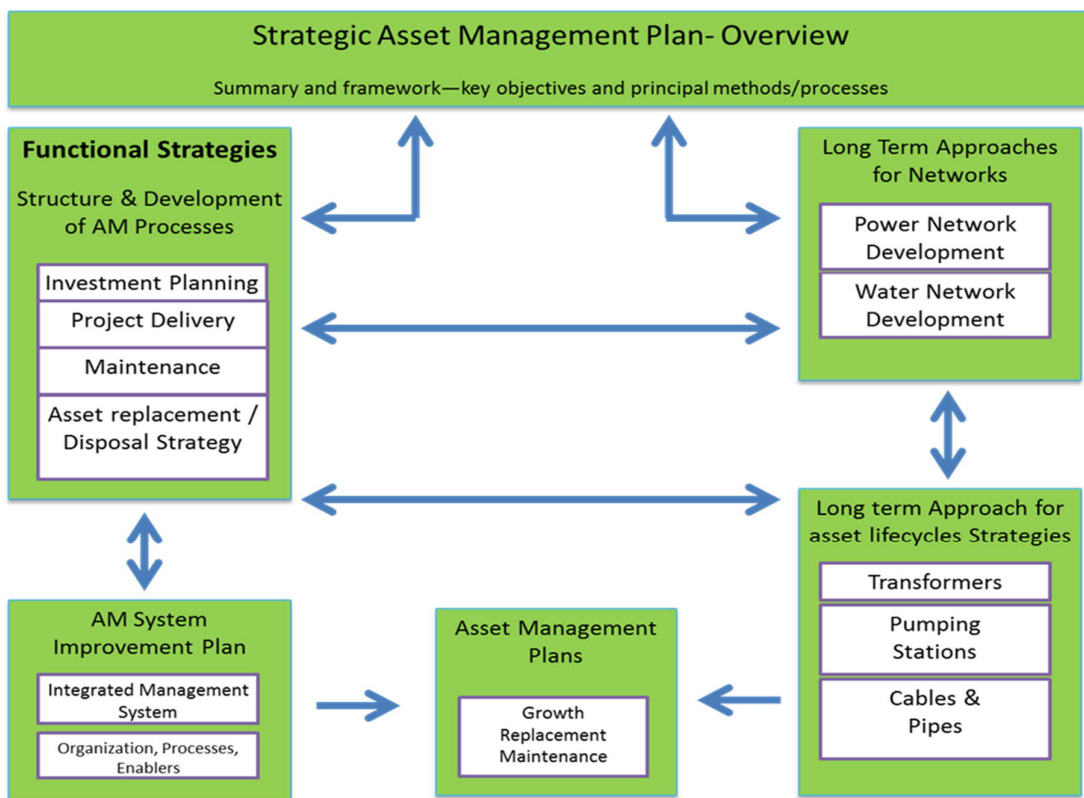 Strategic Asset Management Plan- Overview
Summary and framework—key objectives and principal methods/processes
Functional Strategies
Structure & Development
of AM Processes
Investment Planning
Project Delivery
Maintenance
Asset replacement /
Disposal Strategy
Long Term Approaches
for Networks
Power Network
Development
Water Network
Development
AM System
Improvement Plan
Integrated Management
System
Organization, Processes,
Enablers
Asset Management
Plans
Growth
Replacement
Maintenance
Long term Approach for
asset lifecycles Strategies
Transformers
Pumping
Stations
Cables &
Pipes